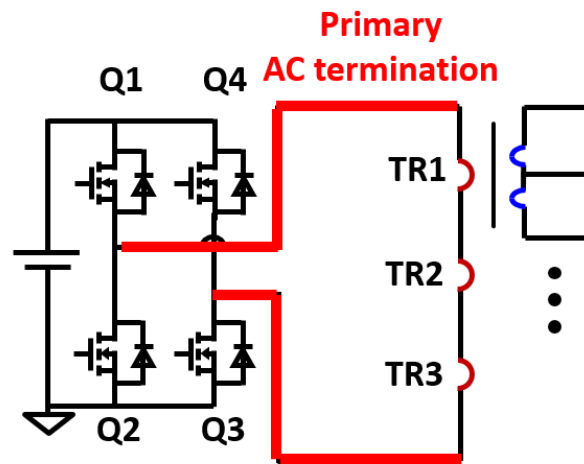 Primary
AC termination
Q1
Q4
TR1
TR2
TR3
Q2
Q3